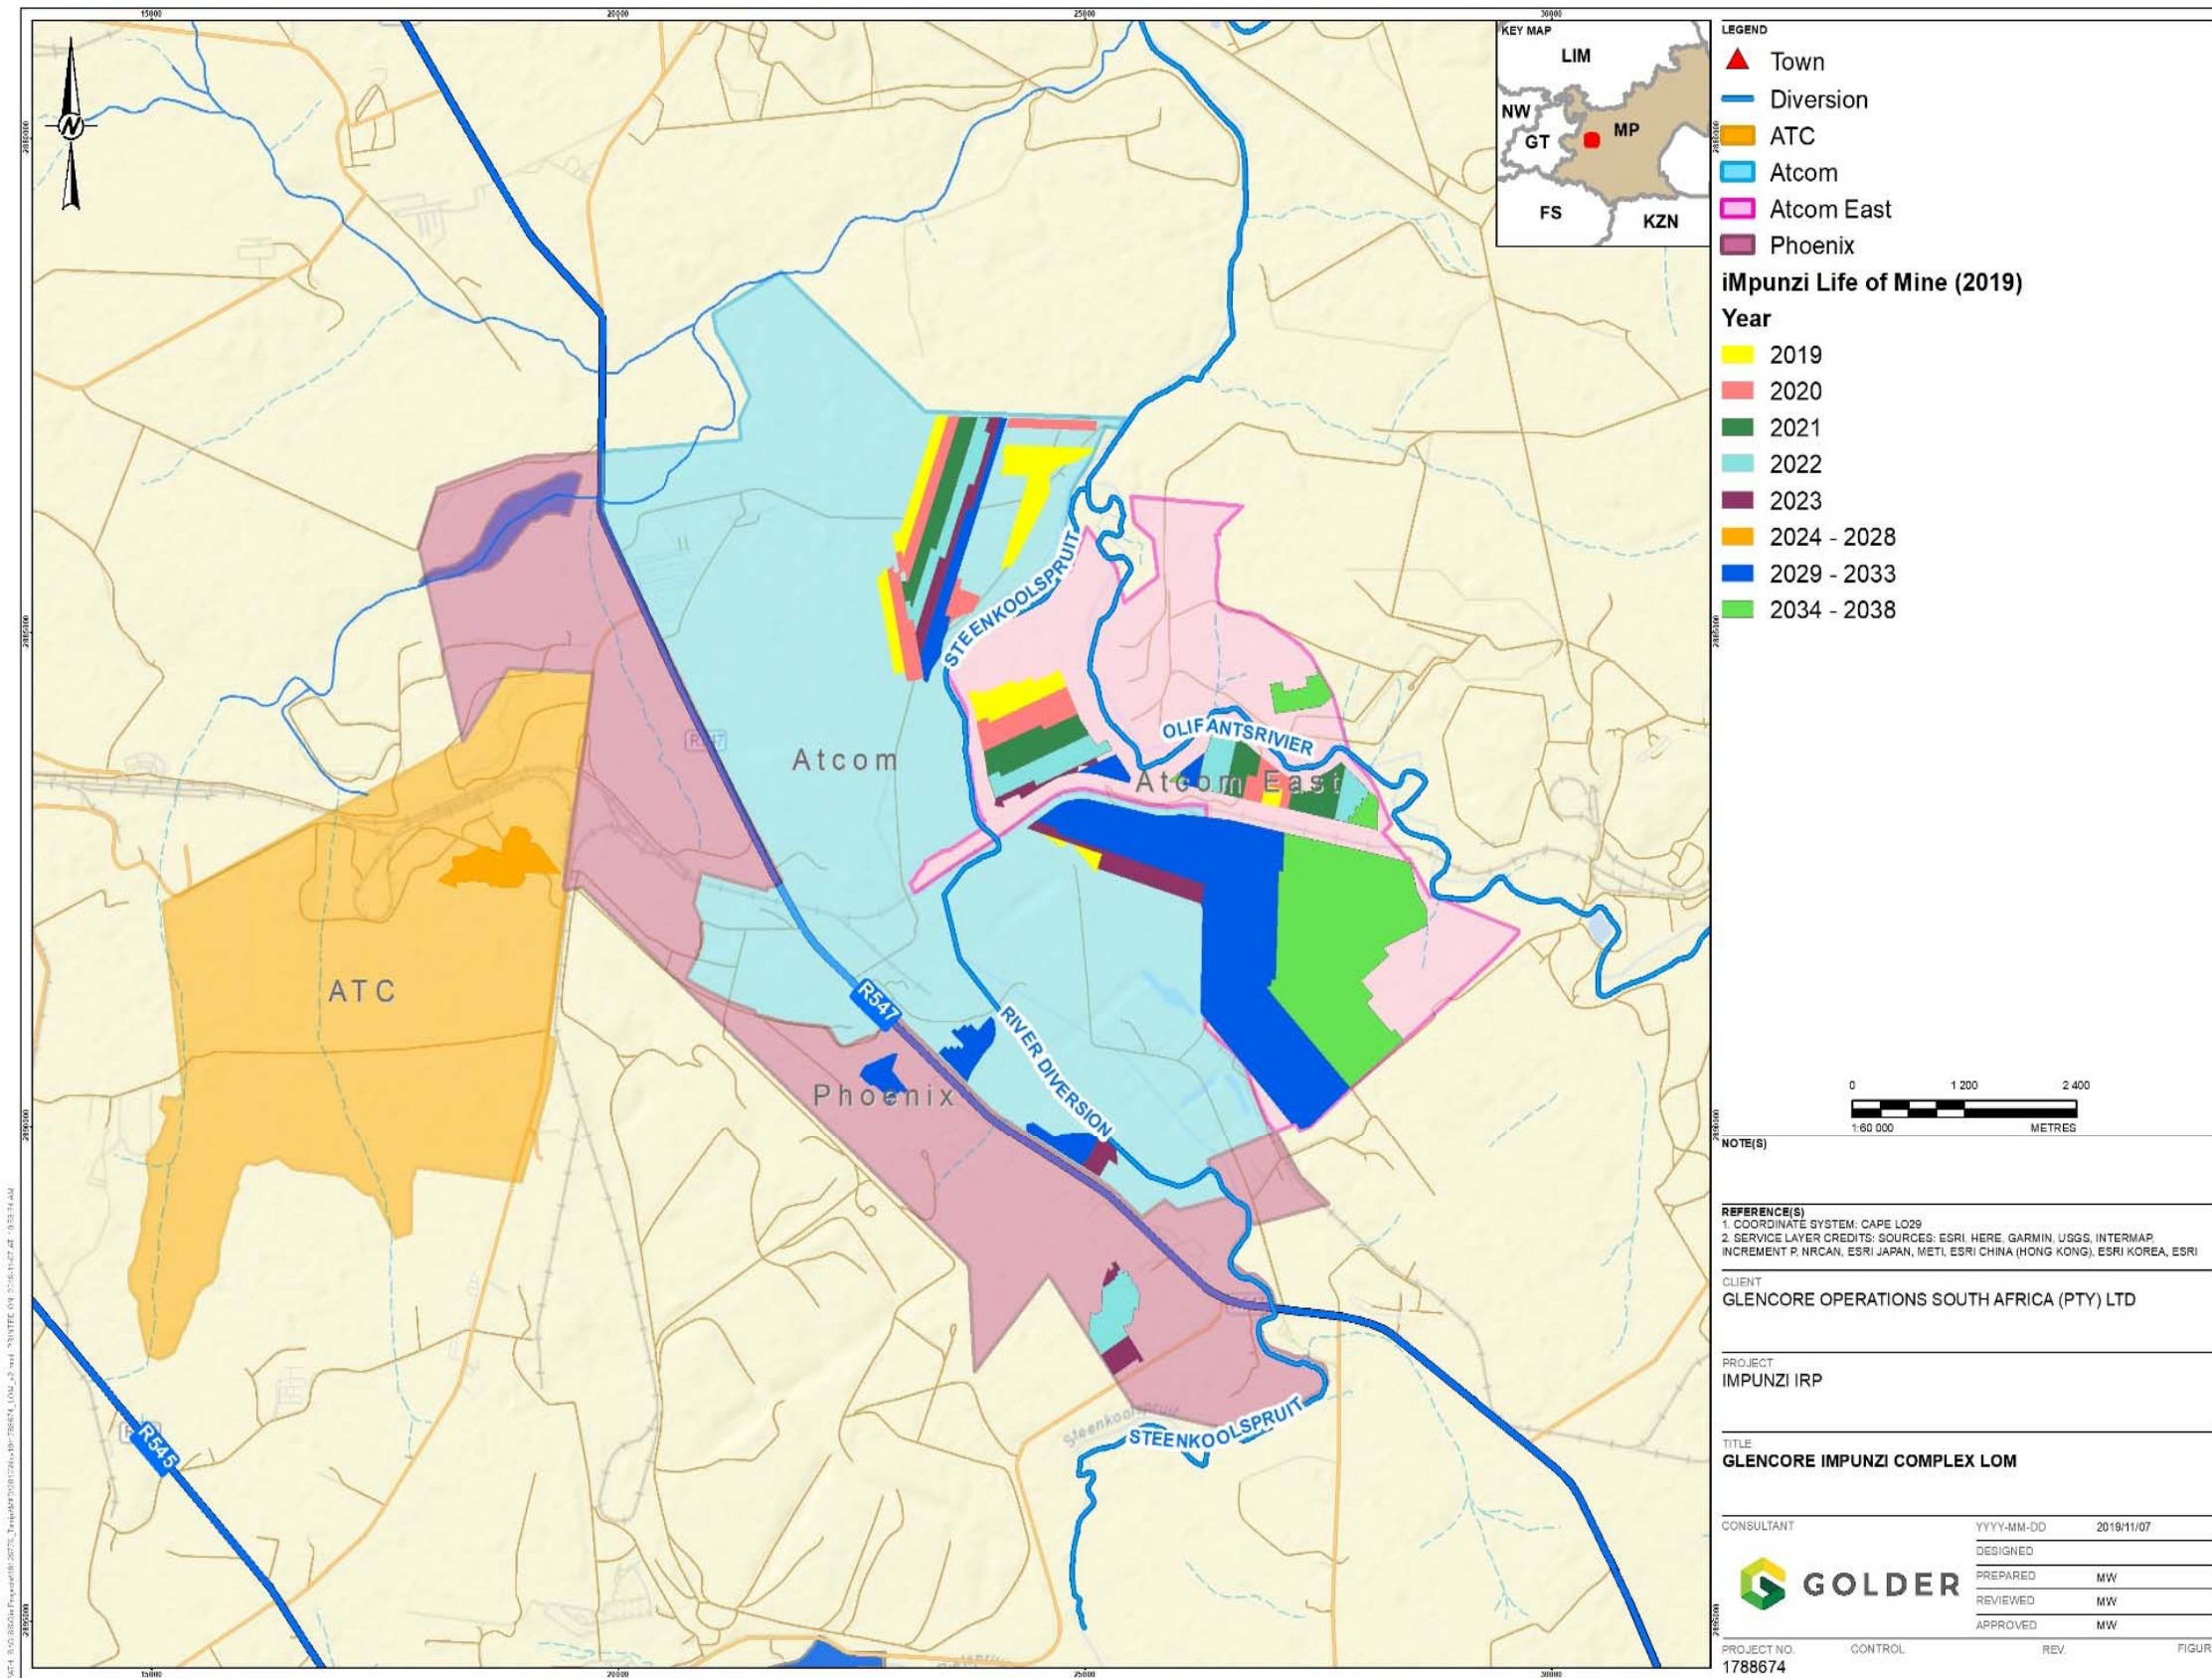 15000
20000
25000
30000
N
KEY MAP
LIM
NW
GT
MP
FS
KZN
STEENKOOLSPRUIT
OLIFANTSRIVIER
Atcom
Atcom East
ATC
R547
RIVER DIVERSION
Phoenix
R545
Steenkoolspruit
STEENKOOLSPRUIT
15000
20000
25000
30000
LEGEND
Town
Diversion
ATC
Atcom
Atcom East
Phoenix
iMpunzi Life of Mine (2019)
Year
2019
2020
2021
2022
2023
2024 - 2028
2029 - 2033
2034 - 2038
0 1 200 2 400
1:60 000 METRES
NOTE(S)
REFERENCE(S)
1. COORDINATE SYSTEM: CAPE LO29
2. SERVICE LAYER CREDITS: SOURCES: ESRI, HERE, GARMIN, USGS, INTERMAP,
INCREMENT P, NRCAN, ESRI JAPAN, METI, ESRI CHINA (HONG KONG), ESRI KOREA, ESRI
CLIENT
GLENCORE OPERATIONS SOUTH AFRICA (PTY) LTD
PROJECT
IMPUNZI IRP
TITLE
GLENCORE IMPUNZI COMPLEX LOM
CONSULTANT
GOLDER
YYYY-MM-DD 2019/11/07
DESIGNED
PREPARED MW
REVIEWED MW
APPROVED MW
PROJECT NO. CONTROL REV. FIGUR
1788674